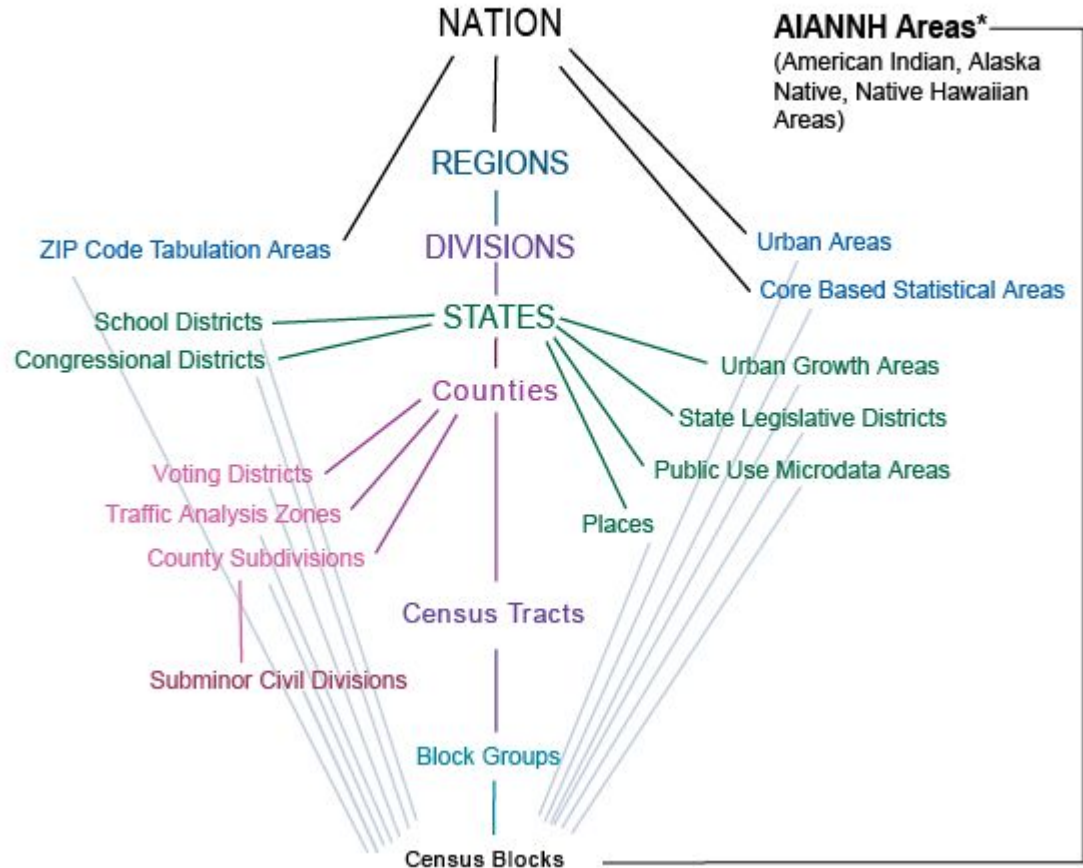 NATION
AIANNH Areas*
(American Indian, Alaska
Native, Native Hawaiian
Areas)
REGIONS
ZIP Code Tabulation Areas
DIVISIONS
Urban Areas
Core Based Statistical Areas
School Districts
STATES
Congressional Districts
Urban Growth Areas
Counties
State Legislative Districts
Voting Districts
Public Use Microdata Areas
Traffic Analysis Zones
Places
County Subdivisions
Census Tracts
Subminor Civil Divisions
Block Groups
Census Blocks